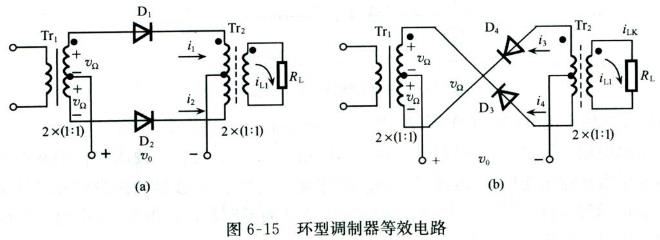 D₁
Tr₁
Tr₂
i₁
+
v_Ω
−
+
v_Ω
−
i_L1
R_L
i₂
D₂
2×(1:1)
2×(1:1)
+
v₀
−
(a)
Tr₁
D₄
Tr₂
i₃
i_LK
+
v_Ω
−
+
v_Ω
−
v_Ω
i_L1
R_L
D₃
i₄
2×(1:1)
2×(1:1)
+
v₀
−
(b)
图 6-15 环型调制器等效电路